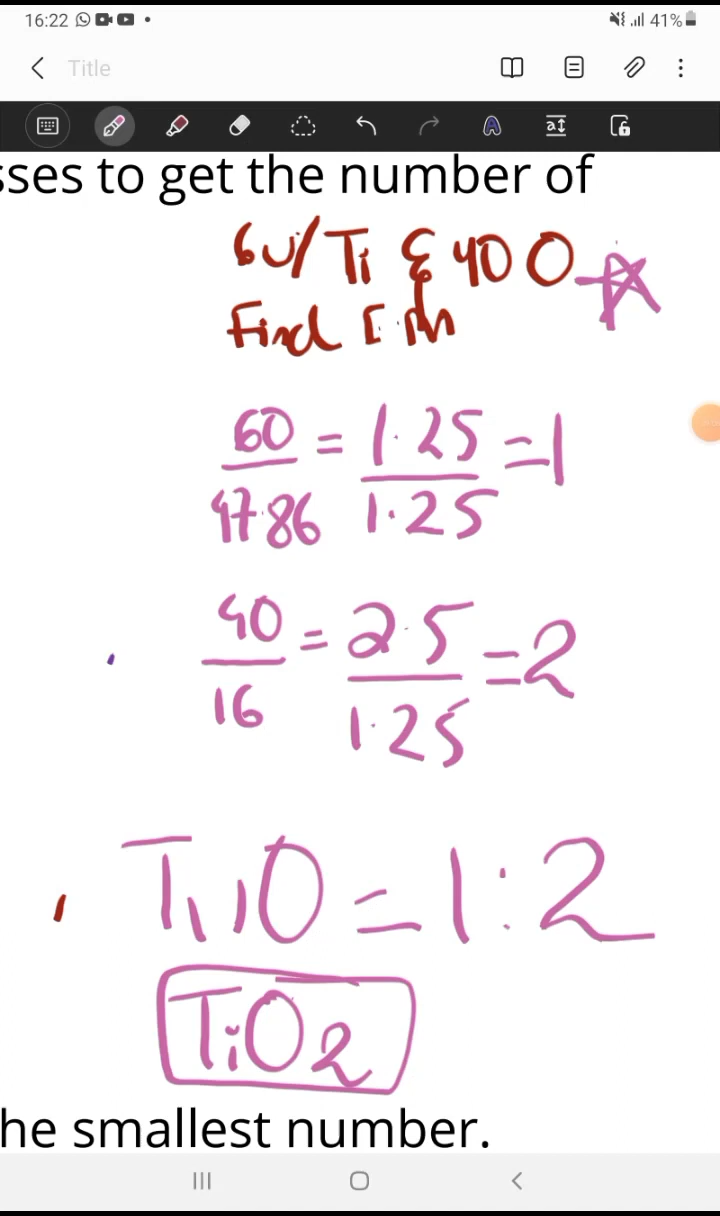 16:22
41%
Title
sses to get the number of
60/Ti & 40 O
Find E.M
60/47.86 = 1.25/1.25 = 1
40/16 = 2.5/1.25 = 2
Ti, O = 1:2
TiO2
he smallest number.